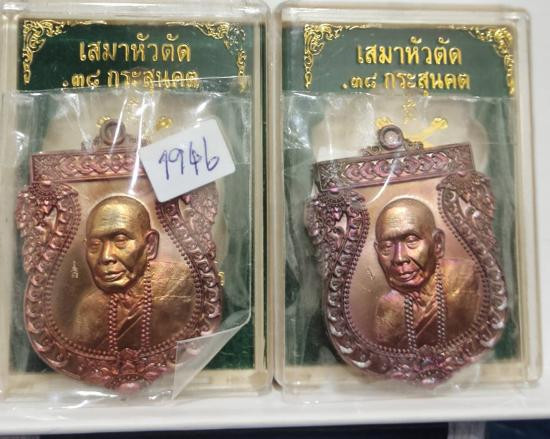 เสมาหัวตัด
.๓๘ กระสุนคต
1946
เสมาหัวตัด
.๓๘ กระสุนคต